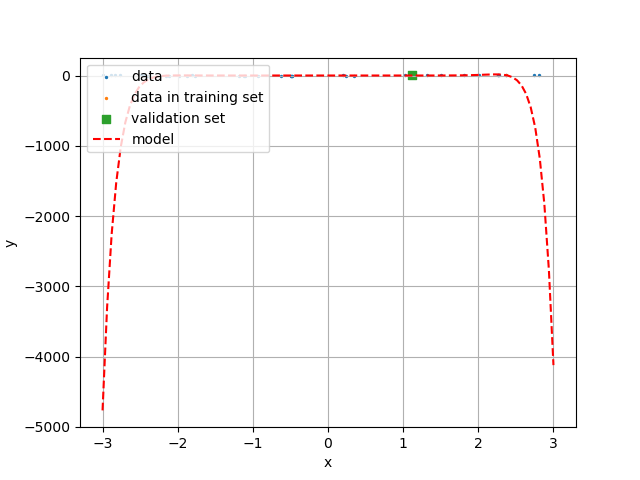 data
data in training set
validation set
model
0
−1000
−2000
−3000
−4000
−5000
y
−3 −2 −1 0 1 2 3
x